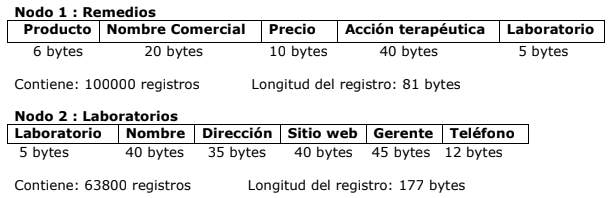 Nodo 1 : Remedios
Producto Nombre Comercial Precio Acción terapéutica Laboratorio
6 bytes 20 bytes 10 bytes 40 bytes 5 bytes
Contiene: 100000 registros Longitud del registro: 81 bytes
Nodo 2 : Laboratorios
Laboratorio Nombre Dirección Sitio web Gerente Teléfono
5 bytes 40 bytes 35 bytes 40 bytes 45 bytes 12 bytes
Contiene: 63800 registros Longitud del registro: 177 bytes